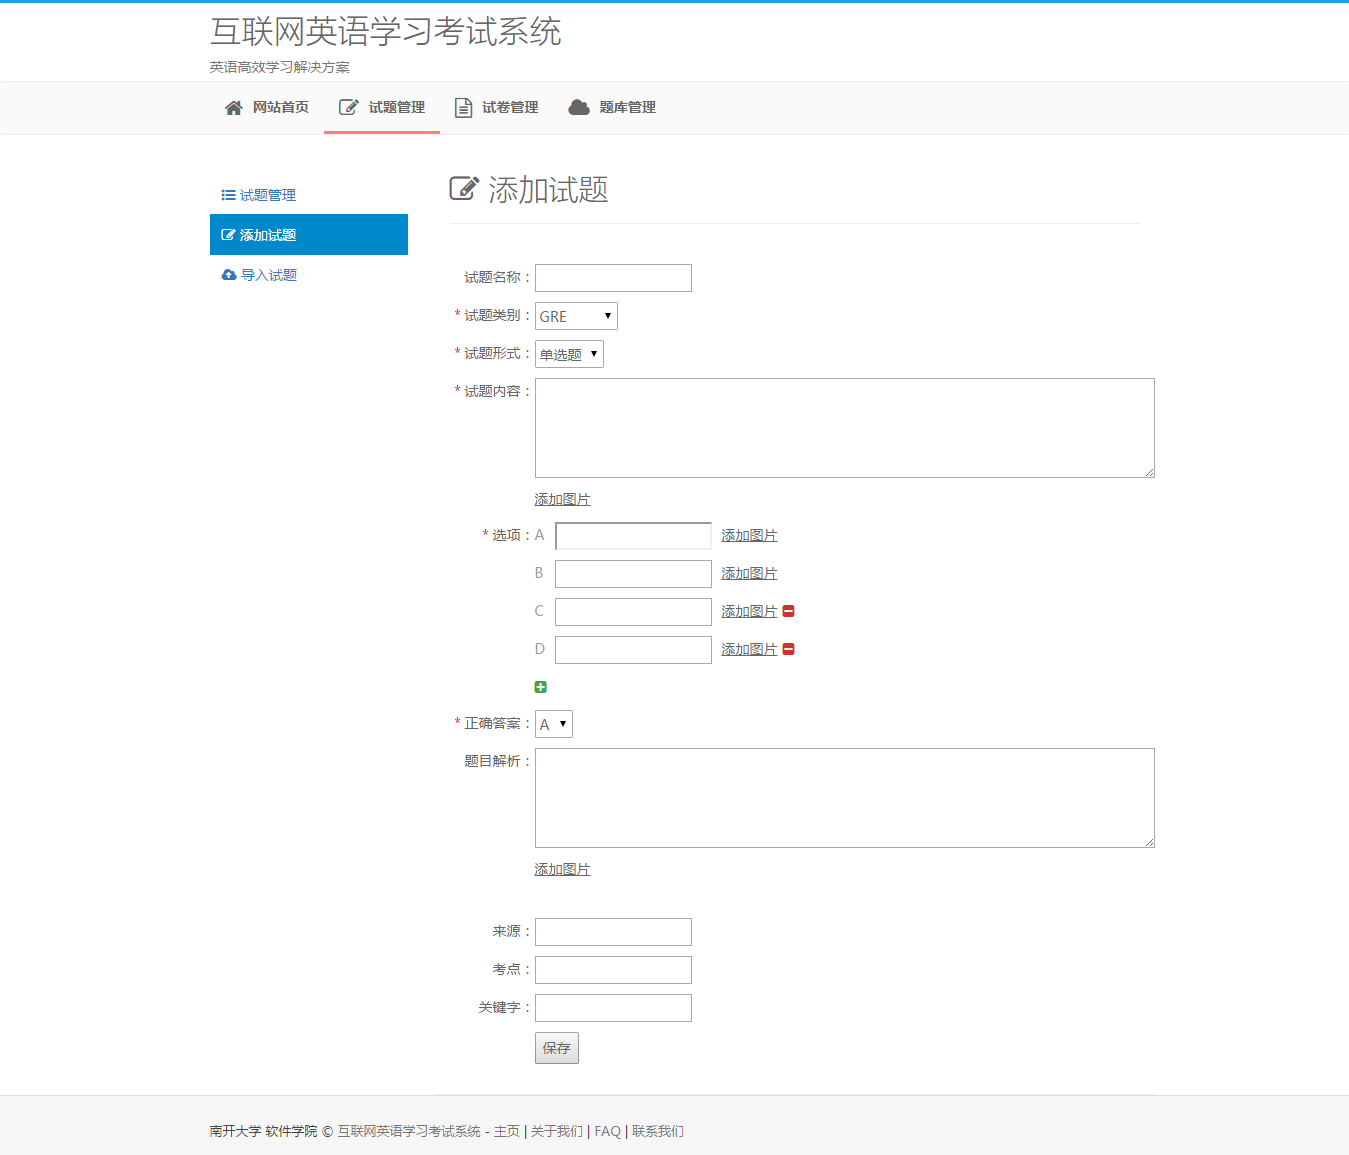 互联网英语学习考试系统
英语高效学习解决方案
网站首页 试题管理 试卷管理 题库管理
试题管理
添加试题
导入试题
添加试题
试题名称：
* 试题类别： GRE
* 试题形式： 单选题
* 试题内容：
添加图片
* 选项： A 添加图片
B 添加图片
C 添加图片
D 添加图片
* 正确答案： A
题目解析：
添加图片
来源：
考点：
关键字：
保存
南开大学 软件学院 © 互联网英语学习考试系统 - 主页 | 关于我们 | FAQ | 联系我们